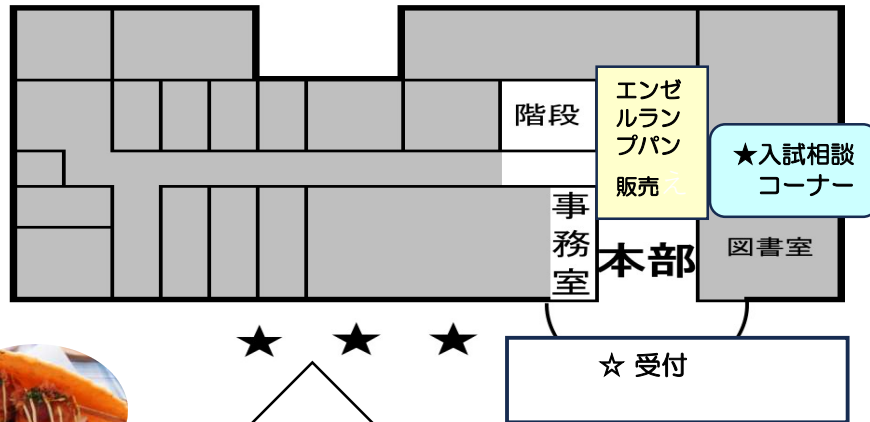 階段
エンゼ
ルラン
プパン
販売
★入試相談
コーナー
事
務
室
本部
図書室
★ ★ ★
☆ 受付